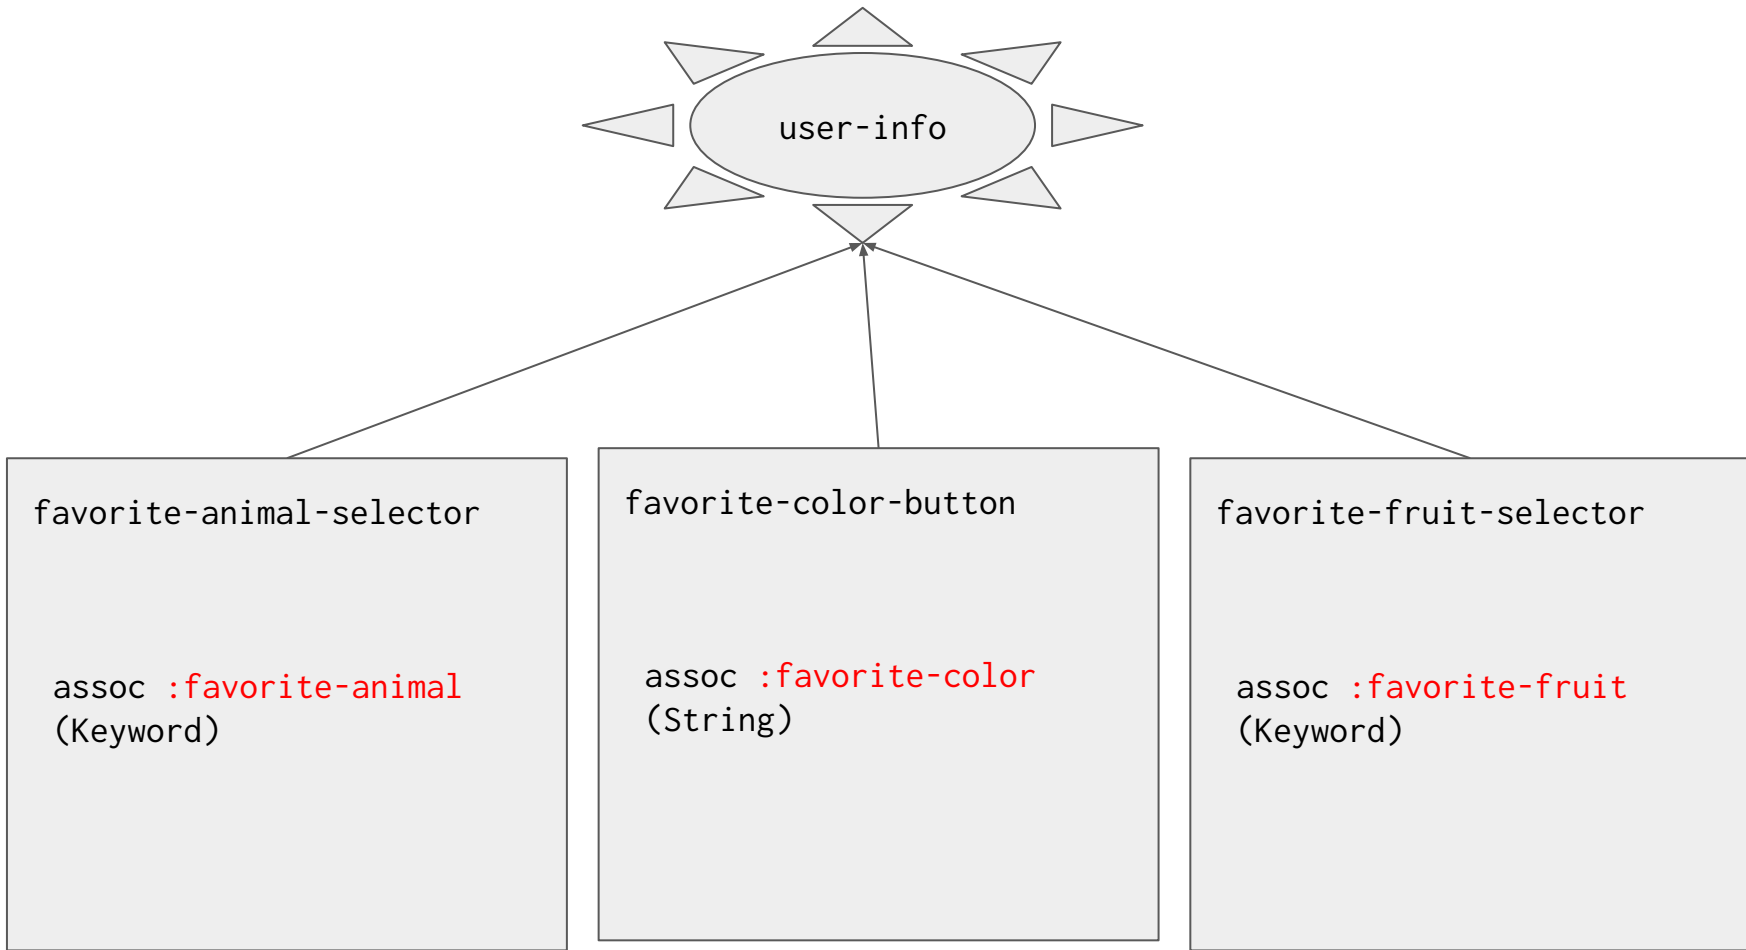 user-info
favorite-animal-selector
assoc :favorite-animal
(Keyword)
favorite-color-button
assoc :favorite-color
(String)
favorite-fruit-selector
assoc :favorite-fruit
(Keyword)